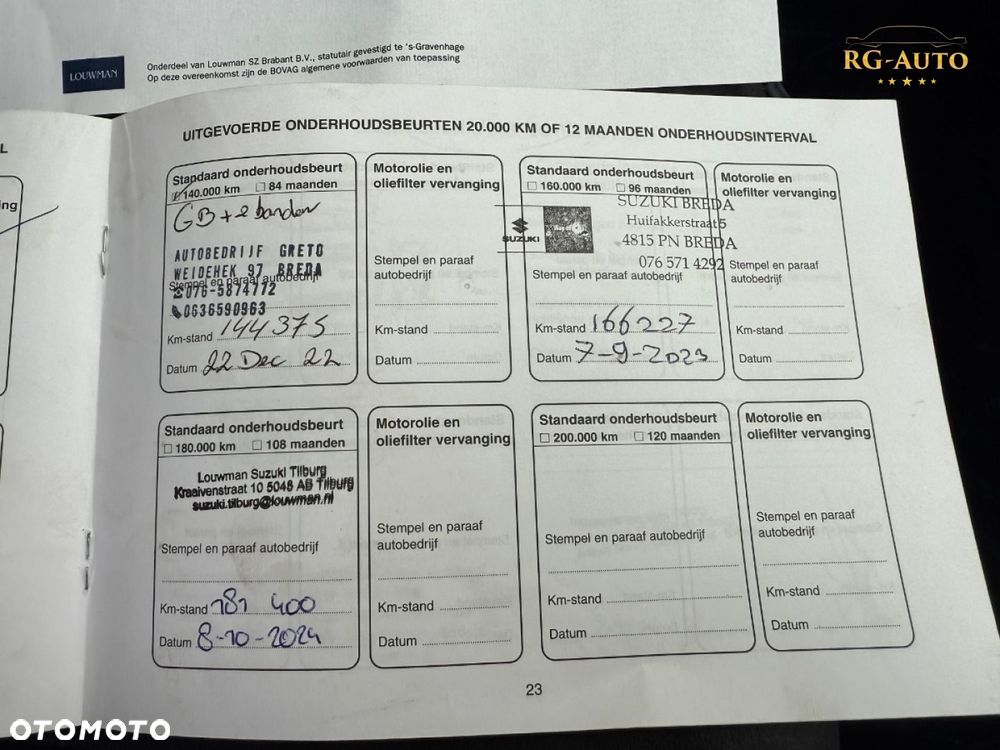 LOUWMAN
Onderdeel van Louwman SZ Brabant B.V., statutair gevestigd te 's-Gravenhage
Op deze overeenkomst zijn de BOVAG algemene voorwaarden van toepassing
RG-AUTO
L
UITGEVOERDE ONDERHOUDSBEURTEN 20.000 KM OF 12 MAANDEN ONDERHOUDSINTERVAL
ng
Standaard onderhoudsbeurt
140.000 km 84 maanden
GB + 2 banden
AUTOBEDRIJF GRETO
WEIDEHEK 97 BREDA
Stempel en paraaf autobedrijf
076-5874772
0636590963
Km-stand 144375
Datum 22 Dec 22
Motorolie en
oliefilter vervanging
Stempel en paraaf
autobedrijf
Km-stand
Datum
Standaard onderhoudsbeurt
160.000 km 96 maanden
SUZUKI BREDA
Huifakkerstraat 5
SUZUKI
4815 PN BREDA
076 571 4292
Stempel en paraaf autobedrijf
Km-stand 166227
Datum 7-9-2023
Motorolie en
oliefilter vervanging
Stempel en paraaf
autobedrijf
Km-stand
Datum
Standaard onderhoudsbeurt
180.000 km 108 maanden
Louwman Suzuki Tilburg
Kraaivenstraat 10 5048 AB Tilburg
suzuki.tilburg@louwman.nl
Stempel en paraaf autobedrijf
Km-stand 181 400
Datum 8-10-2024
Motorolie en
oliefilter vervanging
Stempel en paraaf
autobedrijf
Km-stand
Datum
Standaard onderhoudsbeurt
200.000 km 120 maanden
Stempel en paraaf autobedrijf
Km-stand
Datum
Motorolie en
oliefilter vervanging
Stempel en paraaf
autobedrijf
Km-stand
Datum
23
OTOMOTO